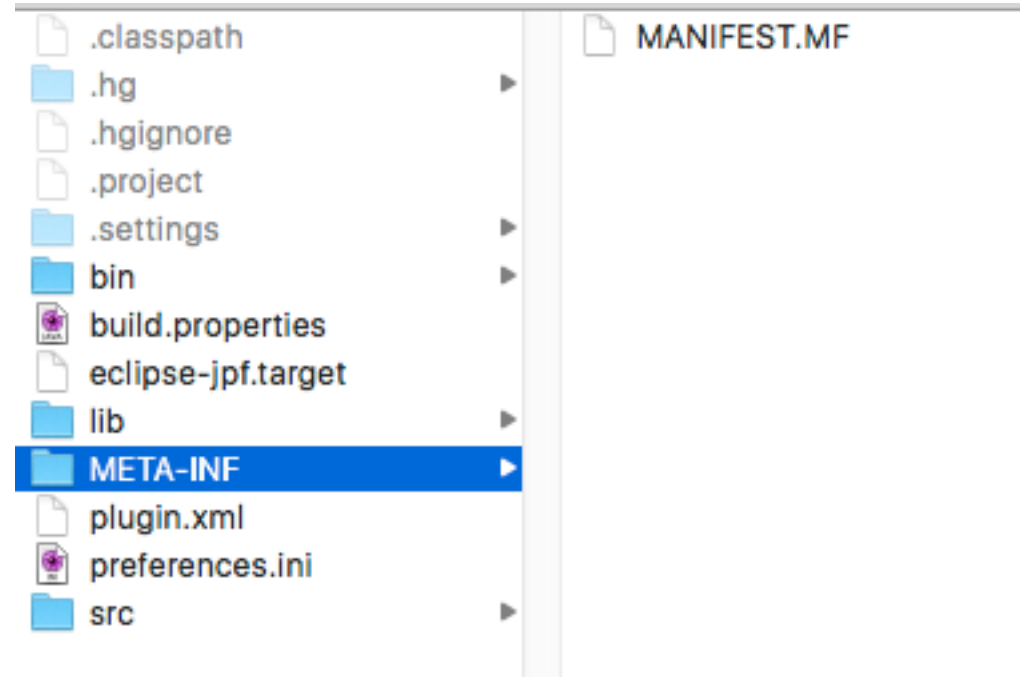 .classpath
.hg
.hgignore
.project
.settings
bin
build.properties
eclipse-jpf.target
lib
META-INF
plugin.xml
preferences.ini
src
MANIFEST.MF